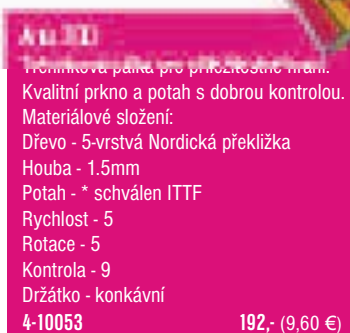 Tréninková pálka pro příležitostné hraní.
Kvalitní prkno a potah s dobrou kontrolou.
Materiálové složení:
Dřevo - 5-vrstvá Nordická překližka
Houba - 1.5mm
Potah - * schválen ITTF
Rychlost - 5
Rotace - 5
Kontrola - 9
Držátko - konkávní
4-10053 192,- (9,60 €)